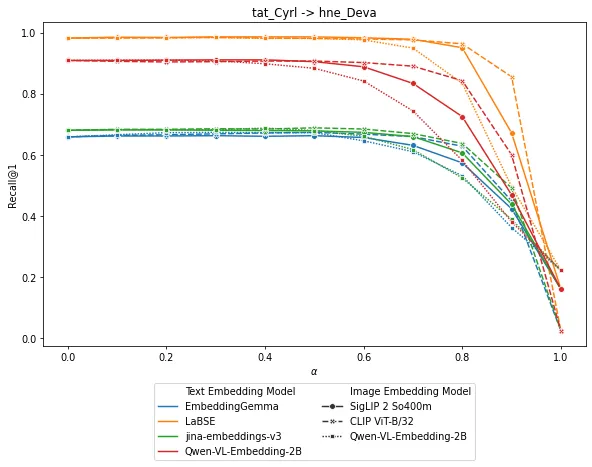 tat_Cyrl -> hne_Deva
Recall@1
1.0
0.8
0.6
0.4
0.2
0.0
0.0 0.2 0.4 0.6 0.8 1.0
α
Text Embedding Model
EmbeddingGemma
LaBSE
jina-embeddings-v3
Qwen-VL-Embedding-2B
Image Embedding Model
SigLIP 2 So400m
CLIP ViT-B/32
Qwen-VL-Embedding-2B